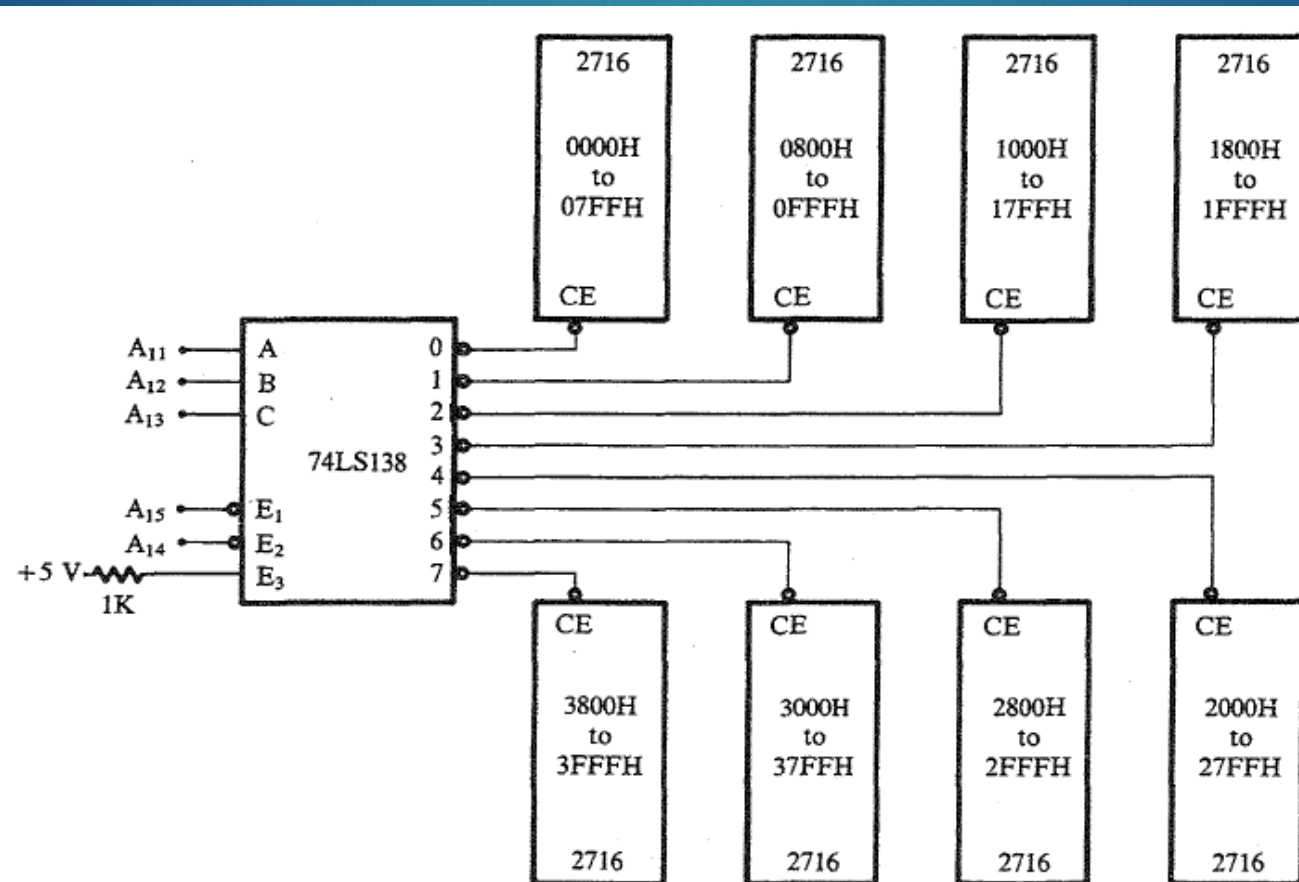 2716
0000H
to
07FFH
CE
2716
0800H
to
0FFFH
CE
2716
1000H
to
17FFH
CE
2716
1800H
to
1FFFH
CE
A11
A12
A13
A15
A14
+5 V
1K
A
B
C
74LS138
E1
E2
E3
0
1
2
3
4
5
6
7
CE
3800H
to
3FFFH
2716
CE
3000H
to
37FFH
2716
CE
2800H
to
2FFFH
2716
CE
2000H
to
27FFH
2716